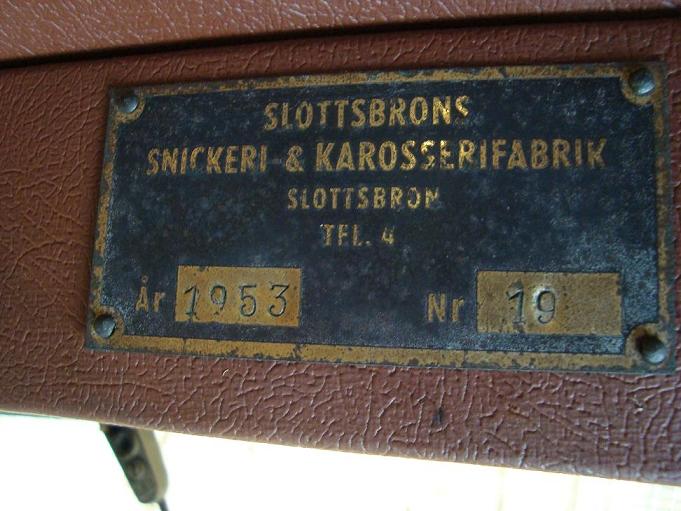 SLOTTSBRONS
SNICKERI & KAROSSERIFABRIK
SLOTTSBRON
TEL. 4
År 1953 Nr 19